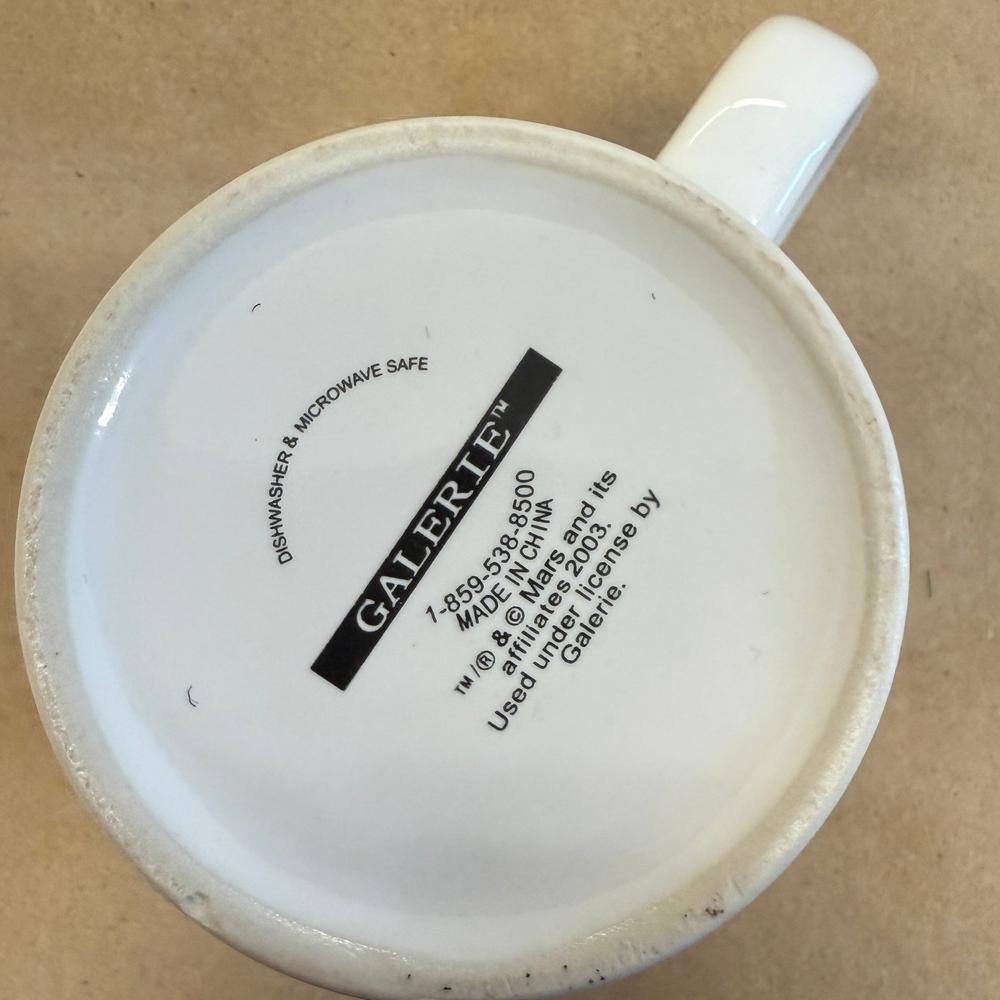 DISHWASHER & MICROWAVE SAFE
GALERIE™
1-859-538-8500
MADE IN CHINA
™/® & © Mars and its
affiliates 2003.
Used under license by
Galerie.